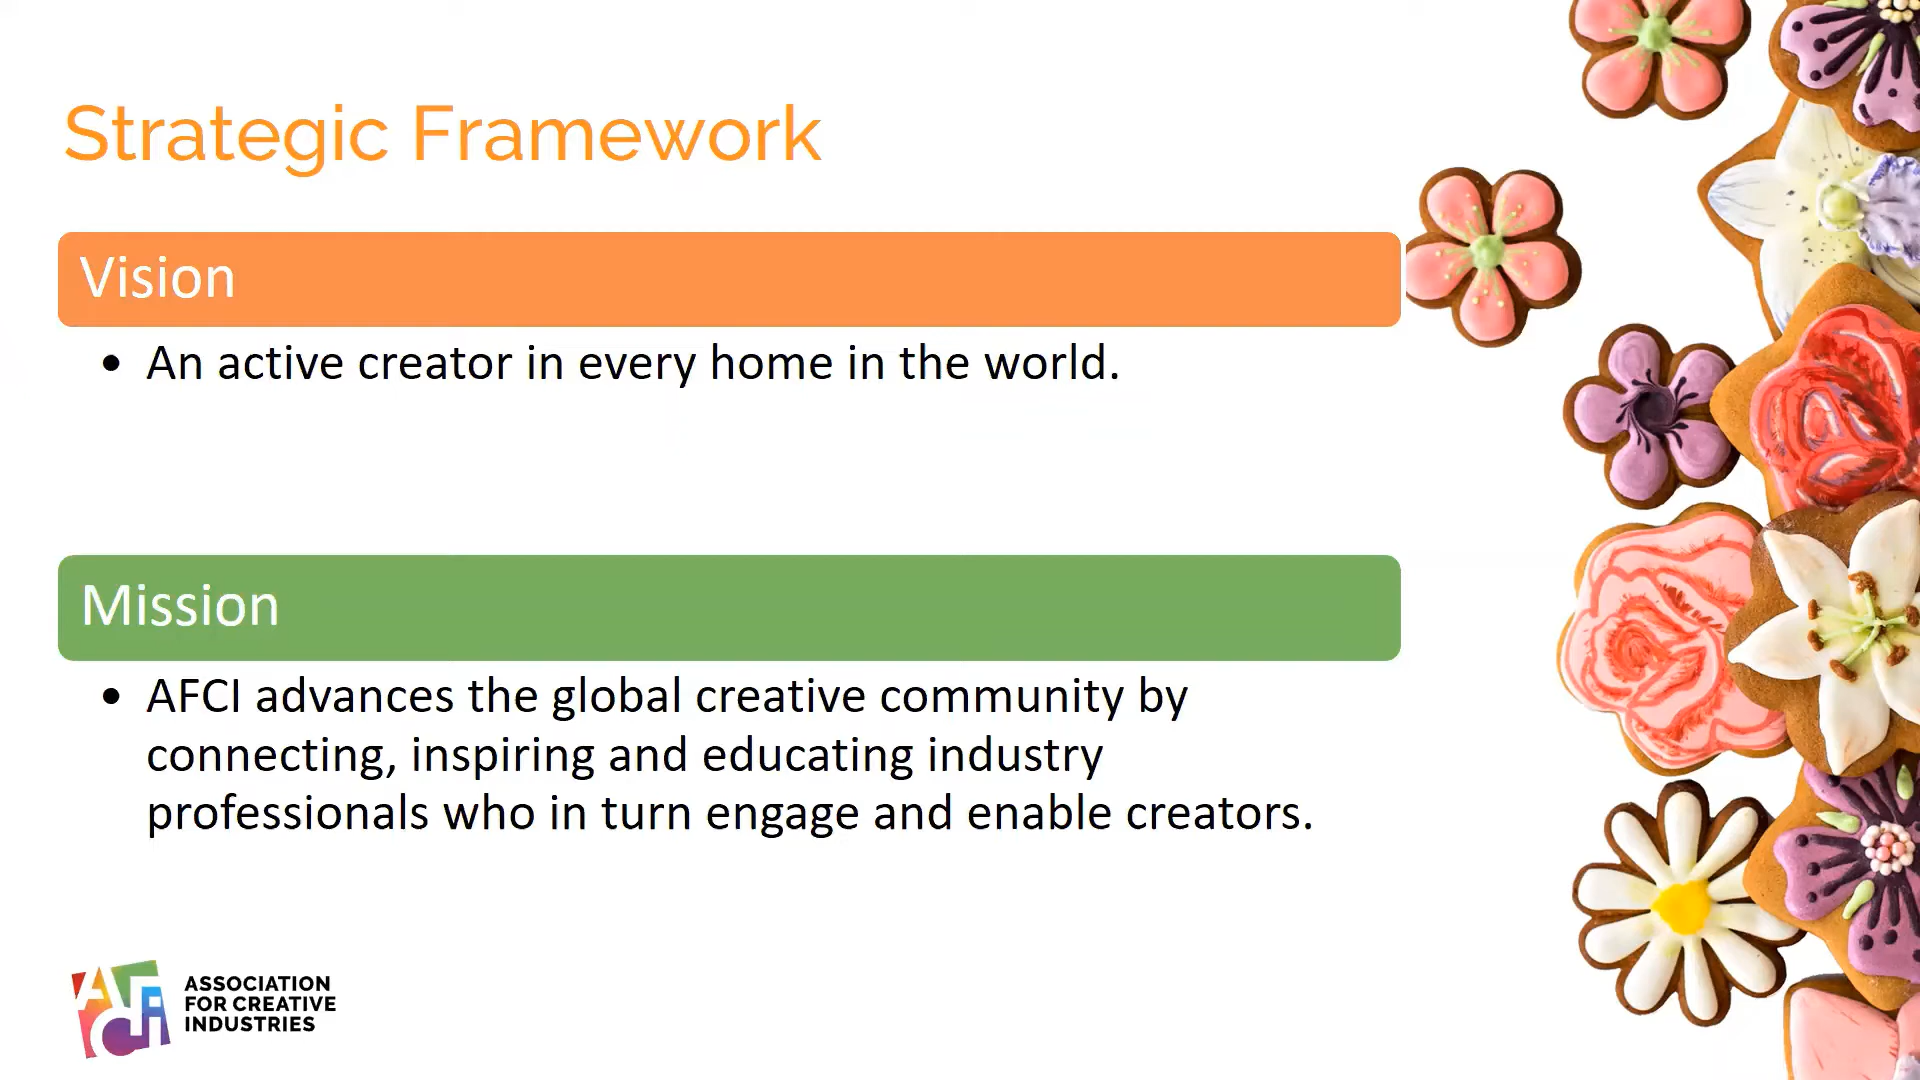 Strategic Framework
Vision
• An active creator in every home in the world.
Mission
• AFCI advances the global creative community by
connecting, inspiring and educating industry
professionals who in turn engage and enable creators.
AFCI
ASSOCIATION
FOR CREATIVE
INDUSTRIES